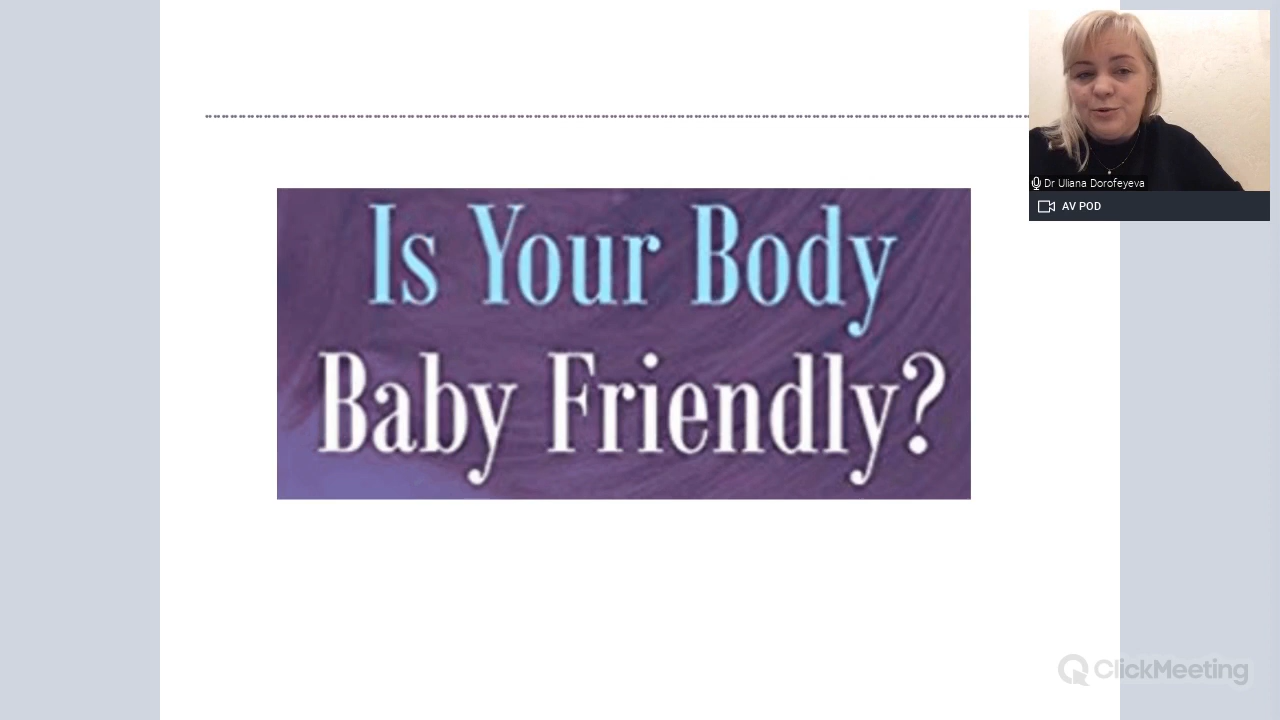 Is Your Body
Baby Friendly?
Dr Uliana Dorofeyeva
AV POD
ClickMeeting